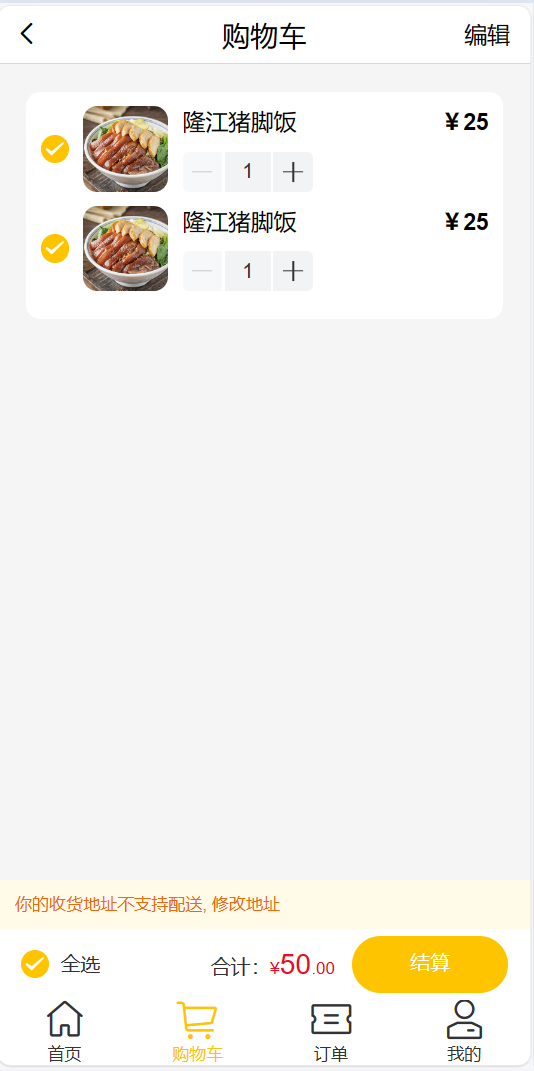 购物车
编辑
隆江猪脚饭
¥ 25
1
隆江猪脚饭
¥ 25
1
你的收货地址不支持配送, 修改地址
全选
合计：¥50.00
结算
首页
购物车
订单
我的